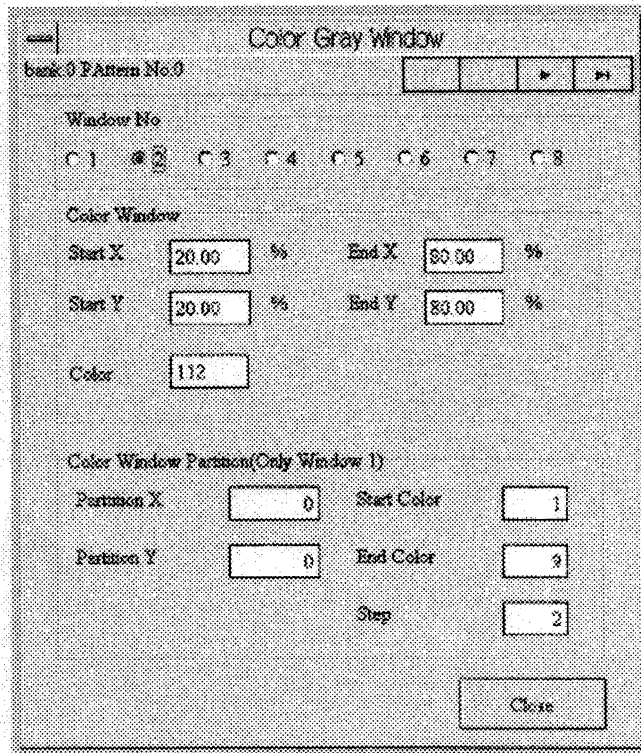 Color Gray Window
bank:0 PAttern No.0
Window No
1 2 3 4 5 6 7 8
Color Window
Start X 20.00 % End X 80.00 %
Start Y 20.00 % End Y 80.00 %
Color 112
Color Window Partition(Only Window 1)
Partition X 0 Start Color 1
Partition Y 0 End Color 9
Step 2
Close